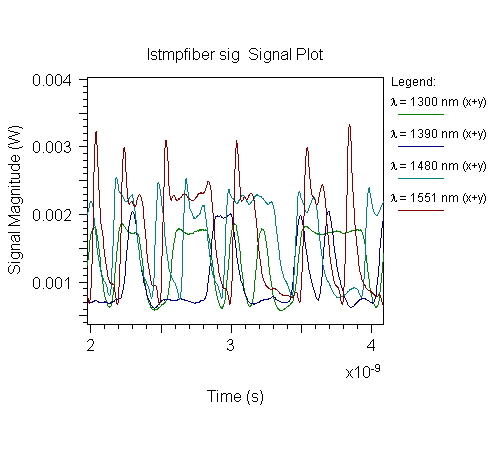 lstmpfiber sig Signal Plot
Legend:
λ = 1300 nm (x+y)
λ = 1390 nm (x+y)
λ = 1480 nm (x+y)
λ = 1551 nm (x+y)
Signal Magnitude (W)
0.004
0.003
0.002
0.001
2 3 4
x10-9
Time (s)